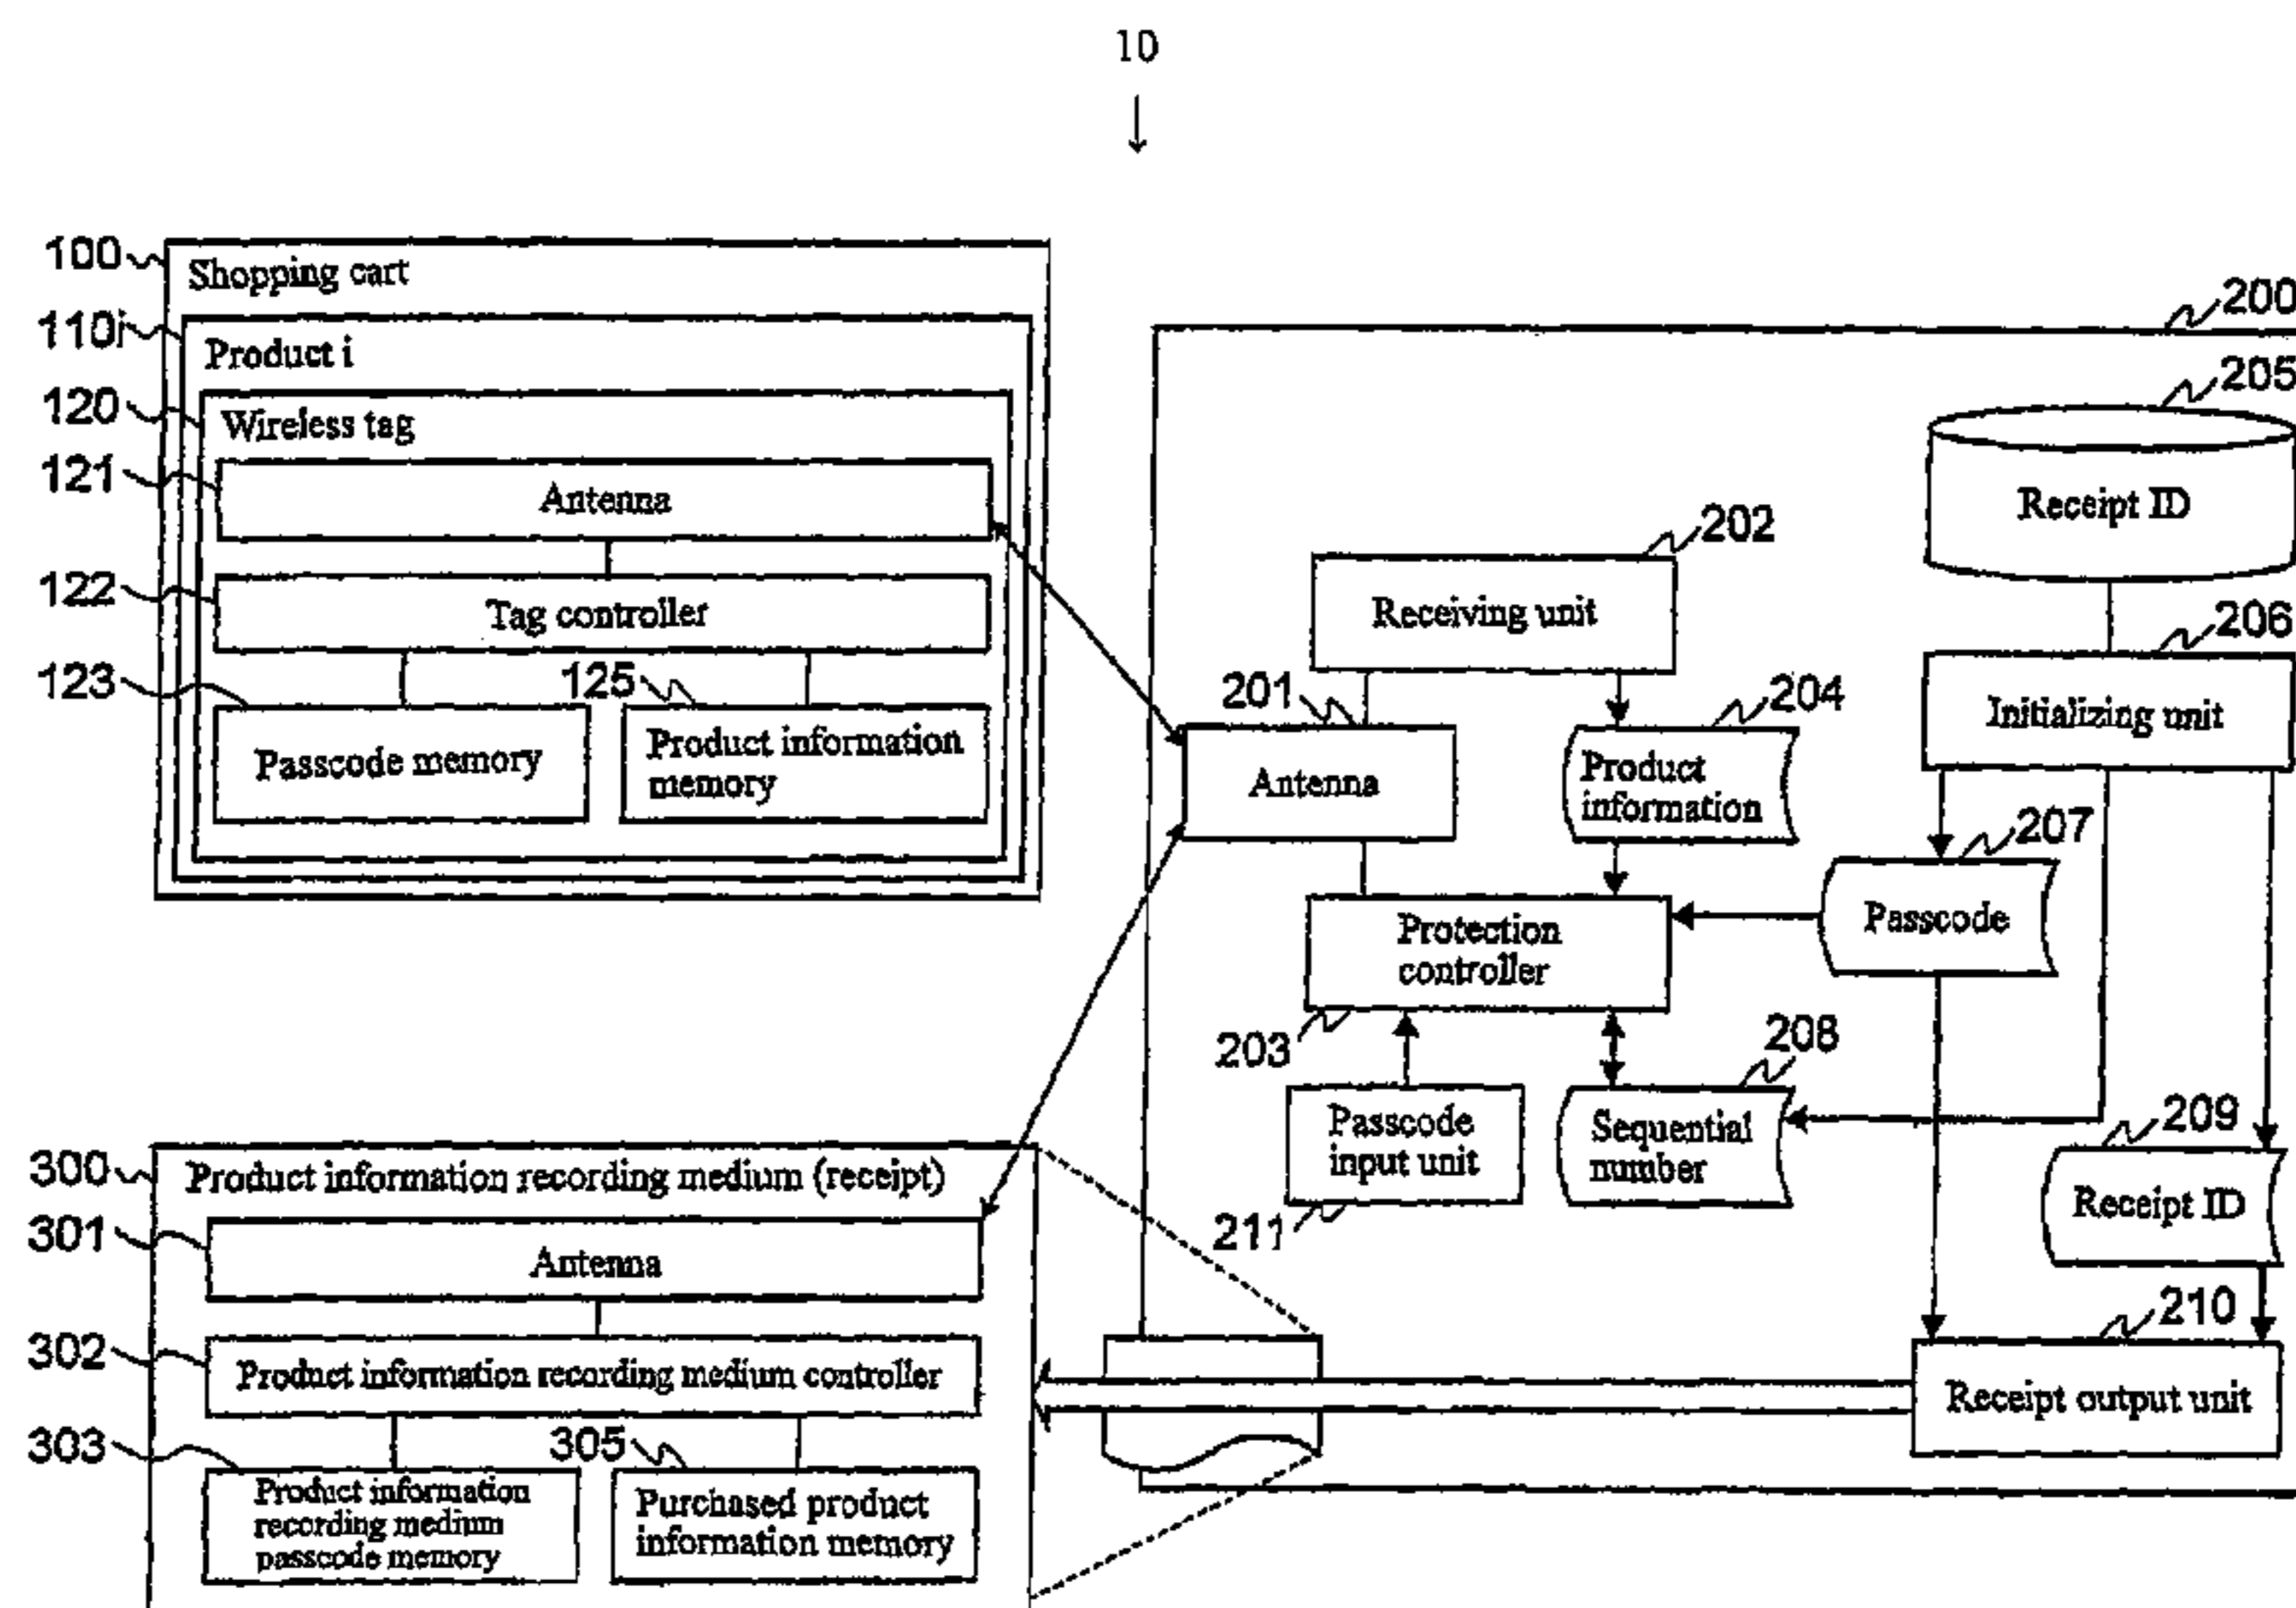 10
100
Shopping cart
110i
Product i
120
Wireless tag
121
Antenna
122
Tag controller
123
125
Passcode memory
Product information
memory
200
205
Receipt ID
202
Receiving unit
206
Initializing unit
201
204
Antenna
Product
information
207
Passcode
Protection
controller
203
208
Passcode
input unit
Sequential
number
211
209
Receipt ID
210
Receipt output unit
300
Product information recording medium (receipt)
301
Antenna
302
Product information recording medium controller
303
305
Product information
recording medium
passcode memory
Purchased product
information memory